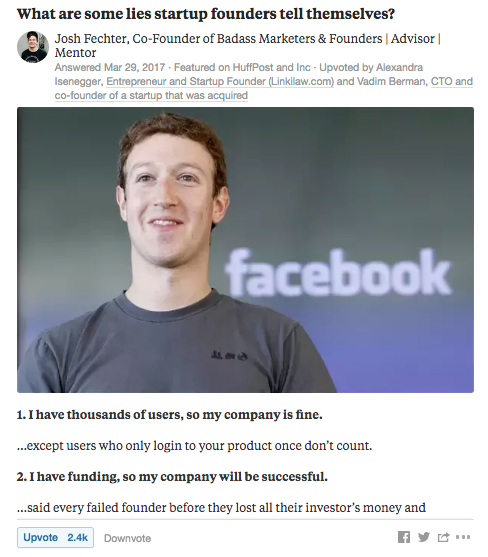 What are some lies startup founders tell themselves?
Josh Fechter, Co-Founder of Badass Marketers & Founders | Advisor |
Mentor
Answered Mar 29, 2017 · Featured on HuffPost and Inc · Upvoted by Alexandra
Isenegger, Entrepreneur and Startup Founder (Linkilaw.com) and Vadim Berman, CTO and
co-founder of a startup that was acquired
facebook
1. I have thousands of users, so my company is fine.
...except users who only login to your product once don’t count.
2. I have funding, so my company will be successful.
...said every failed founder before they lost all their investor’s money and
Upvote 2.4k Downvote